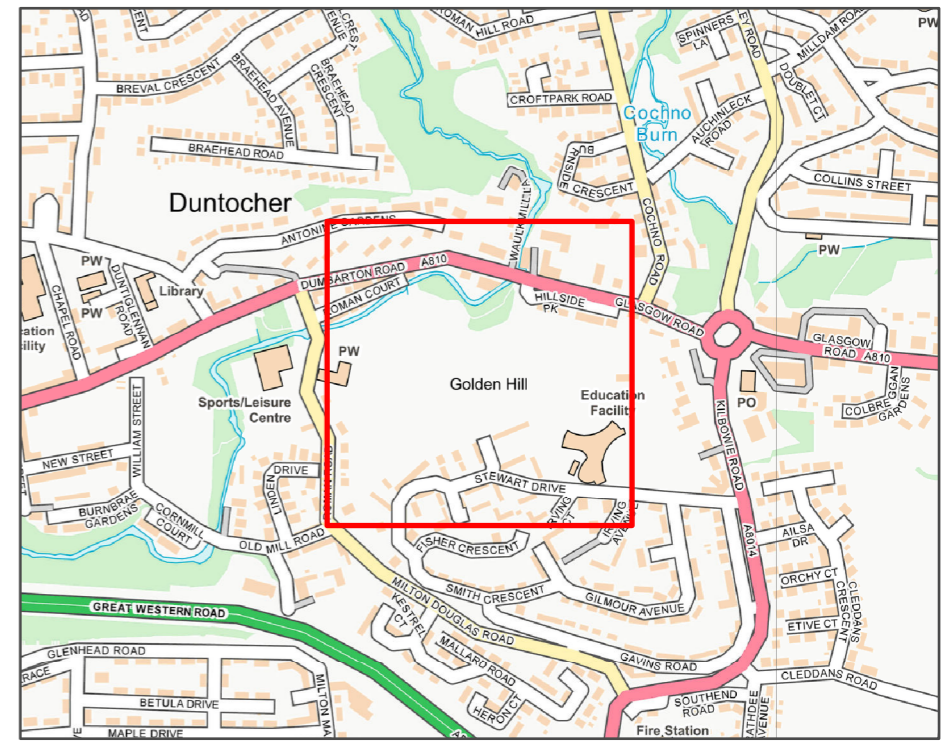 ROMAN HILL ROAD
SPINNERS
LA
MILLDAM ROAD
PW
BREVAL CRESCENT
BRAEHEAD AVENUE
BRAEHEAD
CRESCENT
CROFTPARK ROAD
DOUBLET CT
Cochno
Burn
AUCHINLECK
ROAD
BRAEHEAD ROAD
BURNSIDE
CRESCENT
COLLINS STREET
Duntocher
WAULKMILL LA
COCHNO
ROAD
ANTONINE GARDENS
PW
PW
DUMBARTON ROAD
A810
DUNTIGLENNAN
ROAD
Library
ROMAN COURT
HILLSIDE
PK
GLASGOW ROAD
PW
CHAPEL ROAD
GLASGOW
ROAD A810
PW
Golden Hill
Education
Facility
PO
COLBREGGAN
GARDENS
Sports/Leisure
Centre
KILBOWIE ROAD
WILLIAM STREET
NEW STREET
LINDEN
DRIVE
ROMAN ROAD
STEWART DRIVE
BURNBRAE
GARDENS
CORNMILL
COURT
IRVING
CT
IRVING
AVENUE
OLD MILL ROAD
FISHER CRESCENT
A8014
AILSA
DR
ORCHY CT
CLEDDANS
CRESCENT
SMITH CRESCENT
GILMOUR AVENUE
MILTON DOUGLAS ROAD
GREAT WESTERN ROAD
KESTREL
CT
ETIVE CT
GLENHEAD ROAD
MALLARD ROAD
GAVINS ROAD
CLEDDANS ROAD
BETULA DRIVE
HERON CT
SOUTHEND
ROAD
MAPLE DRIVE
Fire Station